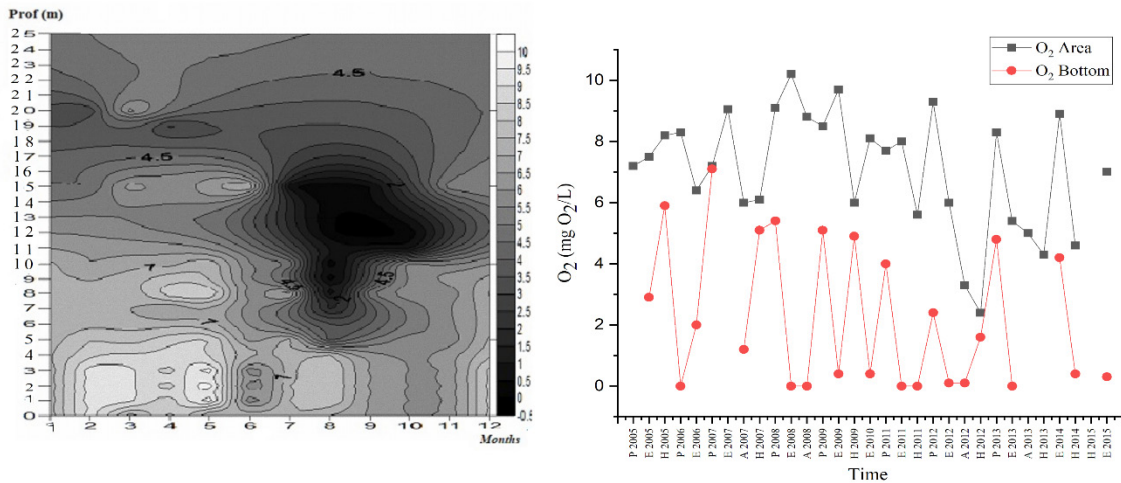 Prof (m)
25
24
23
22
21
20
19
18
17
16
15
14
13
12
11
10
9
8
7
6
5
4
3
2
1
0
1 2 3 4 5 6 7 8 9 10 11 12
Months
4.5
4.5
7
7
7
4.5
4.5
2
2
10
9.5
9
8.5
8
7.5
7
6.5
6
5.5
5
4.5
4
3.5
3
2.5
2
1.5
1
0.5
0
-0.5
O₂ Area
O₂ Bottom
O₂ (mg O₂/L)
10
8
6
4
2
0
P 2005
E 2005
H 2005
P 2006
E 2006
P 2007
E 2007
A 2007
H 2007
P 2008
E 2008
A 2008
P 2009
E 2009
H 2009
E 2010
P 2011
E 2011
H 2011
P 2012
E 2012
A 2012
H 2012
P 2013
E 2013
A 2013
H 2013
E 2014
H 2014
H 2015
E 2015
Time